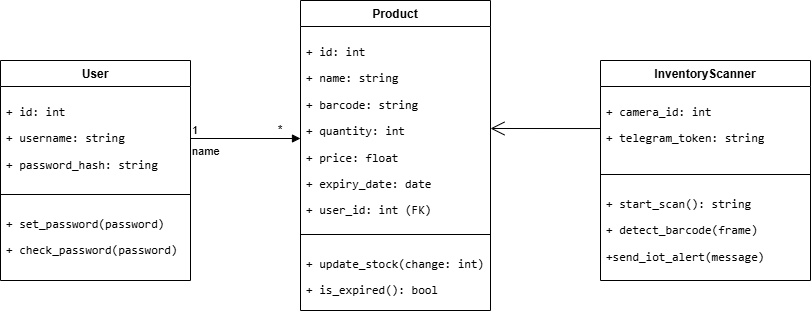 User
+ id: int
+ username: string
+ password_hash: string
+ set_password(password)
+ check_password(password)
1
*
name
Product
+ id: int
+ name: string
+ barcode: string
+ quantity: int
+ price: float
+ expiry_date: date
+ user_id: int (FK)
+ update_stock(change: int)
+ is_expired(): bool
InventoryScanner
+ camera_id: int
+ telegram_token: string
+ start_scan(): string
+ detect_barcode(frame)
+send_iot_alert(message)